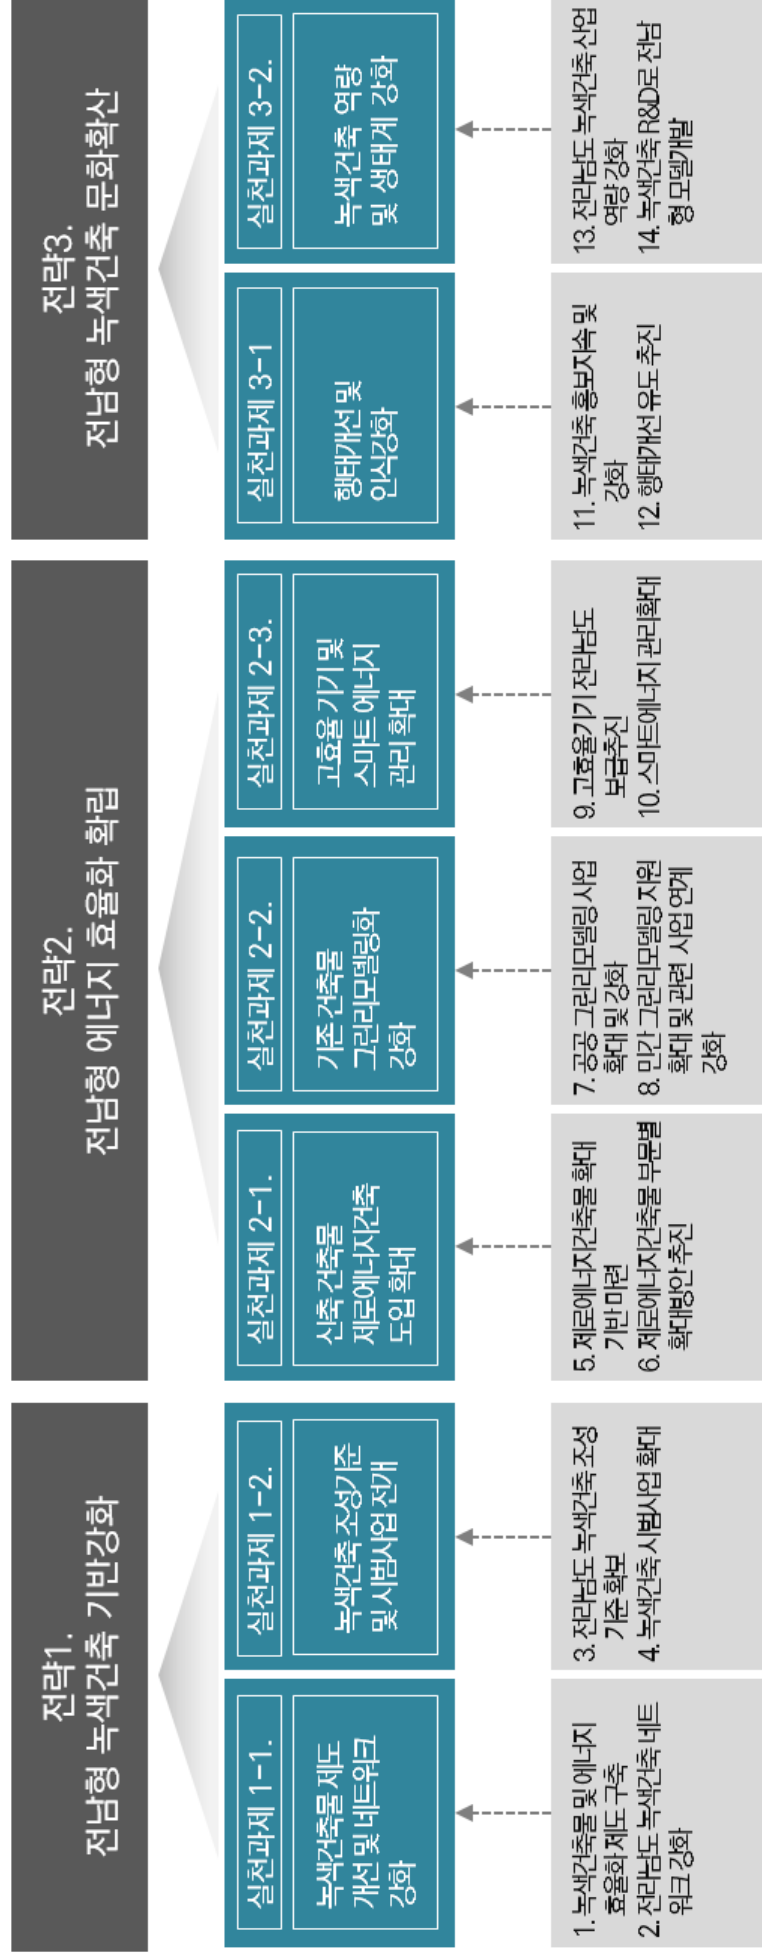 전략1.
전남형 녹색건축 기반강화
실천과제 1-1.
녹색건축물 제도
개선 및 네트워크
강화
1. 녹색건축물 및 에너지
효율화 제도 구축
2. 전라남도 녹색건축 네트
워크 강화
실천과제 1-2.
녹색건축 조성기준
및 시범사업 전개
3. 전라남도 녹색건축 조성
기준 확보
4. 녹색건축 시범사업 확대
전략2.
전남형 에너지 효율화 확립
실천과제 2-1.
신축 건축물
제로에너지건축
도입 확대
5. 제로에너지건축물 확대
기반 마련
6. 제로에너지건축물 부문별
확대방안 추진
실천과제 2-2.
기존 건축물
그린리모델링화
강화
7. 공공 그린리모델링 사업
확대 및 강화
8. 민간 그린리모델링 지원
확대 및 관련 사업 연계
강화
실천과제 2-3.
고효율 기기 및
스마트 에너지
관리 확대
9. 고효율기기 전라남도
보급추진
10. 스마트에너지 관리확대
전략3.
전남형 녹색건축 문화확산
실천과제 3-1
행태개선 및
인식강화
11. 녹색건축 홍보지속 및
강화
12. 행태개선 유도 추진
실천과제 3-2.
녹색건축 역량
및 생태계 강화
13. 전라남도 녹색건축 산업
역량 강화
14. 녹색건축 R&D로 전남
형 모델개발